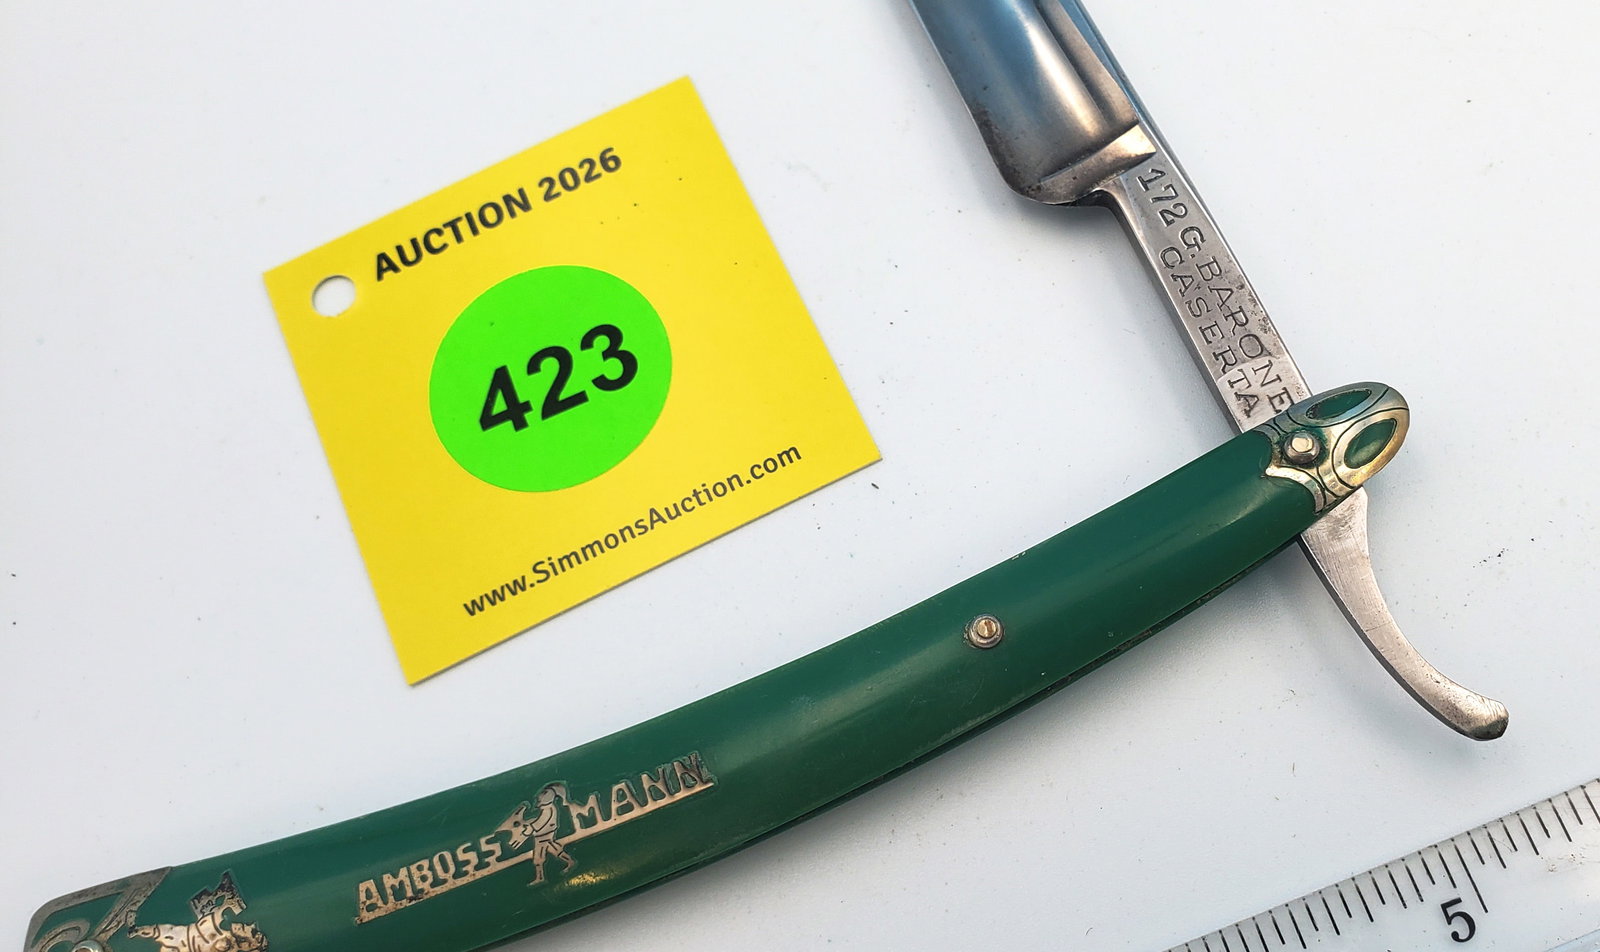 AUCTION 2026
423
www.SimmonsAuction.com
172 G. BARONE
CASERTA
AMBOSS MANN
5